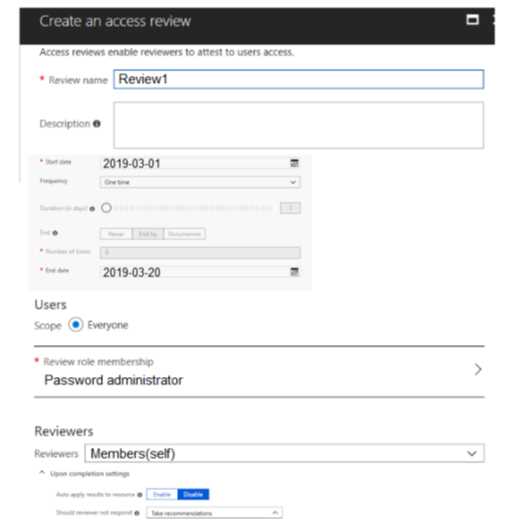 Create an access review
Access reviews enable reviewers to attest to users access.
* Review name Review1
Description
* Start date 2019-03-01
Frequency One time
Duration (in days)
End Never End by Occurrences
* Number of times 0
* End date 2019-03-20
Users
Scope Everyone
* Review role membership
Password administrator
Reviewers
Reviewers Members(self)
Upon completion settings
Auto apply results to resource Enable Disable
Should reviewer not respond Take recommendations